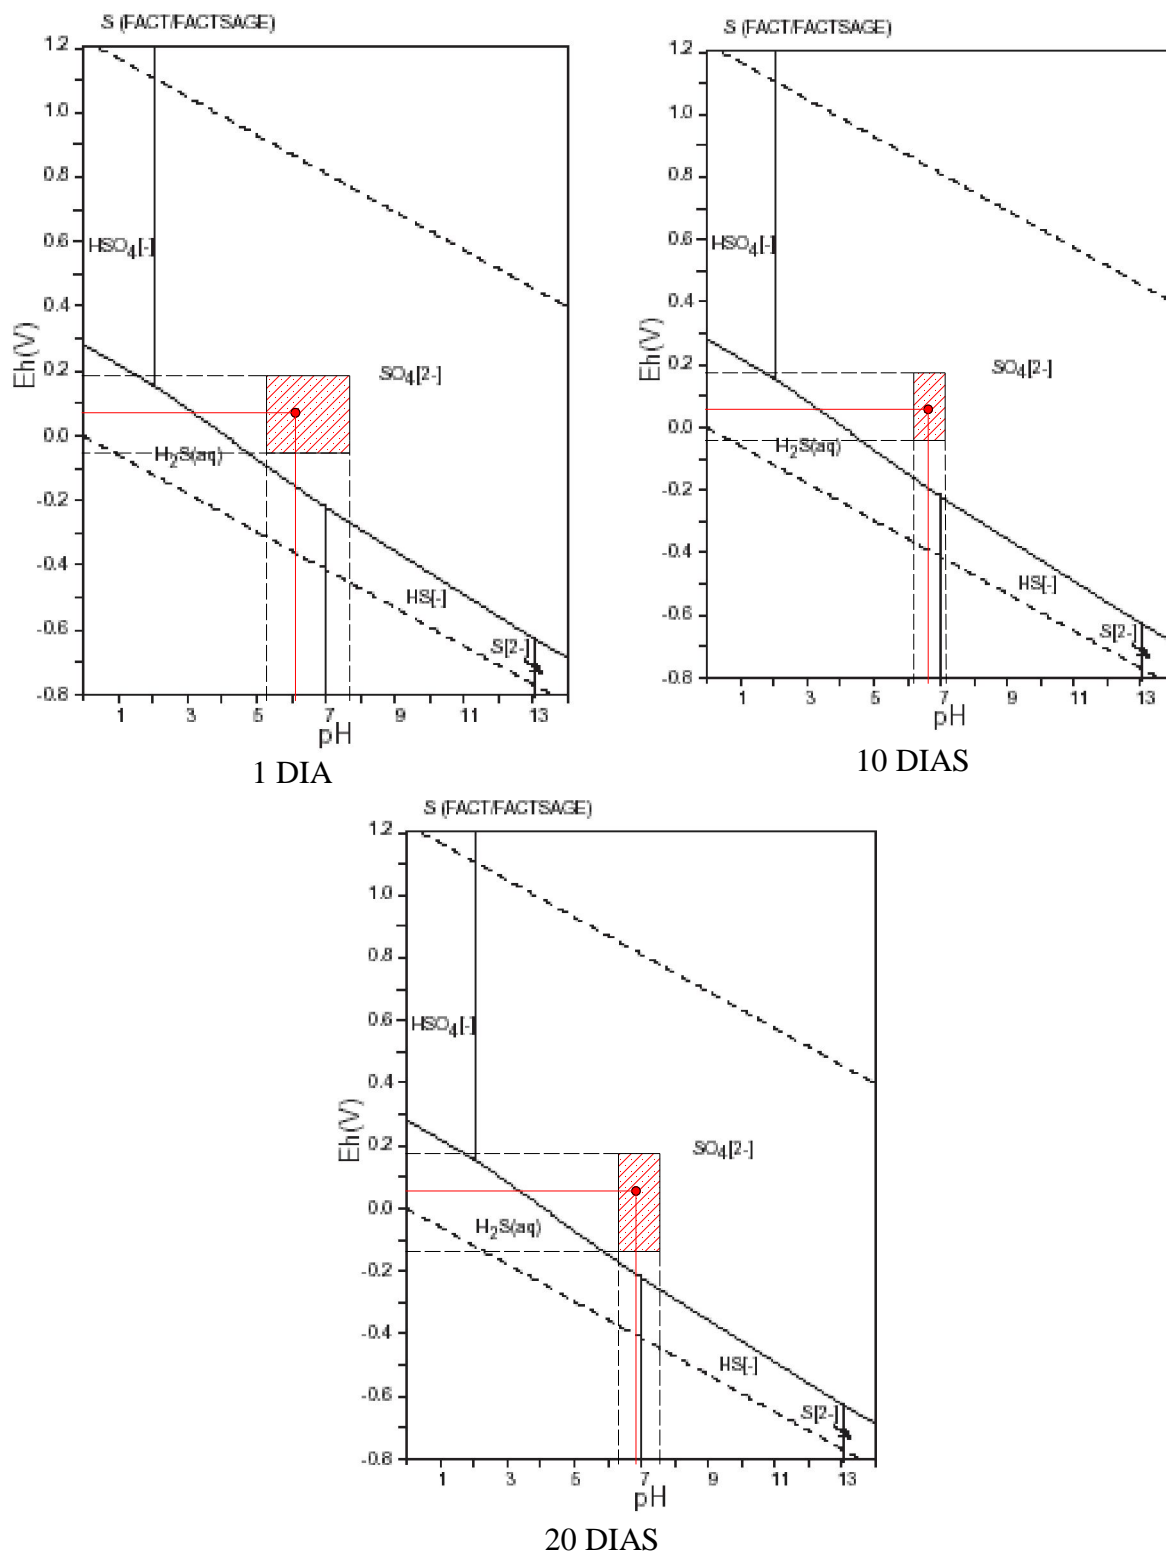 S (FACT/FACTSAGE)
1.2
1.0
0.8
0.6
0.4
0.2
0.0
-0.2
-0.4
-0.6
-0.8
Eh(V)
HSO4[-]
SO4[2-]
H2S(aq)
HS[-]
S[2-]
1 3 5 7 9 11 13
pH
1 DIA
S (FACT/FACTSAGE)
1.2
1.0
0.8
0.6
0.4
0.2
0.0
-0.2
-0.4
-0.6
-0.8
Eh(V)
HSO4[-]
SO4[2-]
H2S(aq)
HS[-]
S[2-]
1 3 5 7 9 11 13
pH
10 DIAS
S (FACT/FACTSAGE)
1.2
1.0
0.8
0.6
0.4
0.2
0.0
-0.2
-0.4
-0.6
-0.8
Eh(V)
HSO4[-]
SO4[2-]
H2S(aq)
HS[-]
S[2-]
1 3 5 7 9 11 13
pH
20 DIAS